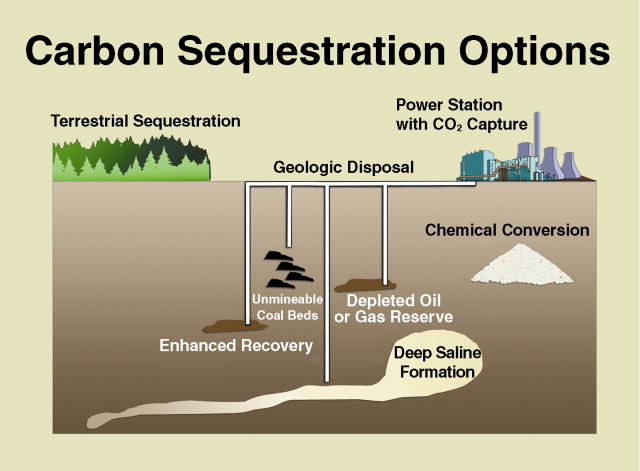 Carbon Sequestration Options
Terrestrial Sequestration
Power Station
with CO₂ Capture
Geologic Disposal
Chemical Conversion
Unmineable
Coal Beds
Depleted Oil
or Gas Reserve
Enhanced Recovery
Deep Saline
Formation